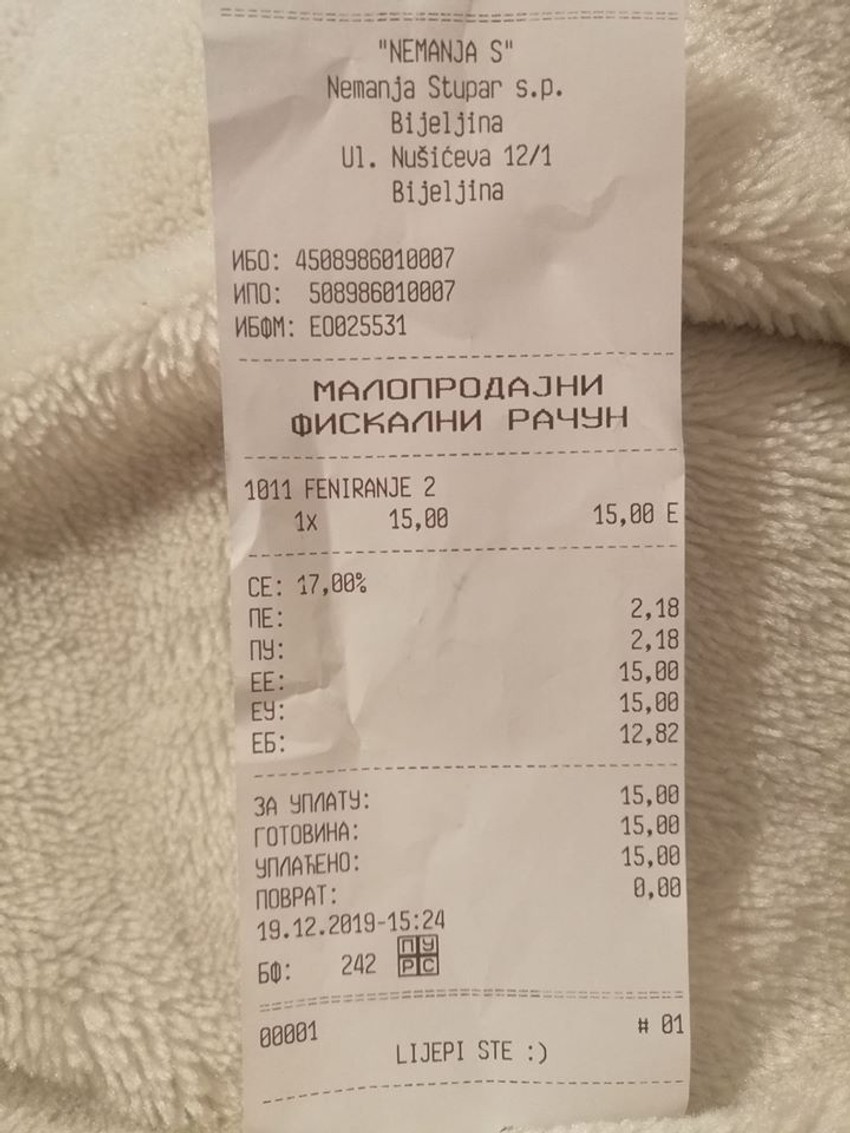 "NEMANJA S"
Nemanja Stupar s.p.
Bijeljina
Ul. Nušićeva 12/1
Bijeljina
ИБО: 4508986010007
ИПО: 508986010007
ИБФМ: EO025531
МАЛОПРОДАЈНИ
ФИСКАЛНИ РАЧУН
1011 FENIRANJE 2
1x 15,00 15,00 E
СЕ: 17,00%
ПЕ: 2,18
ПУ: 2,18
ЕЕ: 15,00
ЕУ: 15,00
ЕБ: 12,82
ЗА УПЛАТУ: 15,00
ГОТОВИНА: 15,00
УПЛАЋЕНО: 15,00
ПОВРАТ: 0,00
19.12.2019-15:24
БФ: 242 ПУРС
00001 # 01
LIJEPI STE :)